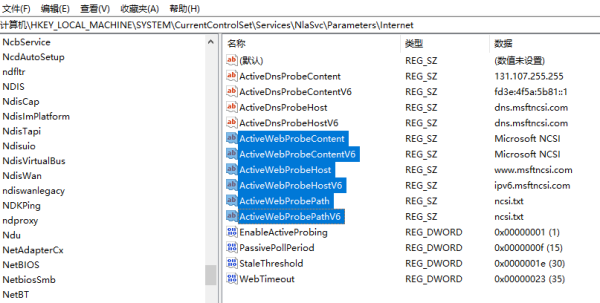 文件(F) 编辑(E) 查看(V) 收藏夹(A) 帮助(H)
计算机\HKEY_LOCAL_MACHINE\SYSTEM\CurrentControlSet\Services\NlaSvc\Parameters\Internet
NcbService
NcdAutoSetup
ndfltr
NDIS
NdisCap
NdisImPlatform
NdisTapi
Ndisuio
NdisVirtualBus
NdisWan
ndiswanlegacy
NDKPing
ndproxy
Ndu
NetAdapterCx
NetBIOS
NetbiosSmb
NetBT
名称 类型 数据
(默认) REG_SZ (数值未设置)
ActiveDnsProbeContent REG_SZ 131.107.255.255
ActiveDnsProbeContentV6 REG_SZ fd3e:4f5a:5b81::1
ActiveDnsProbeHost REG_SZ dns.msftncsi.com
ActiveDnsProbeHostV6 REG_SZ dns.msftncsi.com
ActiveWebProbeContent REG_SZ Microsoft NCSI
ActiveWebProbeContentV6 REG_SZ Microsoft NCSI
ActiveWebProbeHost REG_SZ www.msftncsi.com
ActiveWebProbeHostV6 REG_SZ ipv6.msftncsi.com
ActiveWebProbePath REG_SZ ncsi.txt
ActiveWebProbePathV6 REG_SZ ncsi.txt
EnableActiveProbing REG_DWORD 0x00000001 (1)
PassivePollPeriod REG_DWORD 0x0000000f (15)
StaleThreshold REG_DWORD 0x0000001e (30)
WebTimeout REG_DWORD 0x00000023 (35)